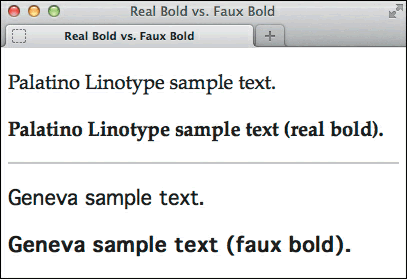 Real Bold vs. Faux Bold
Real Bold vs. Faux Bold
Palatino Linotype sample text.
Palatino Linotype sample text (real bold).
Geneva sample text.
Geneva sample text (faux bold).